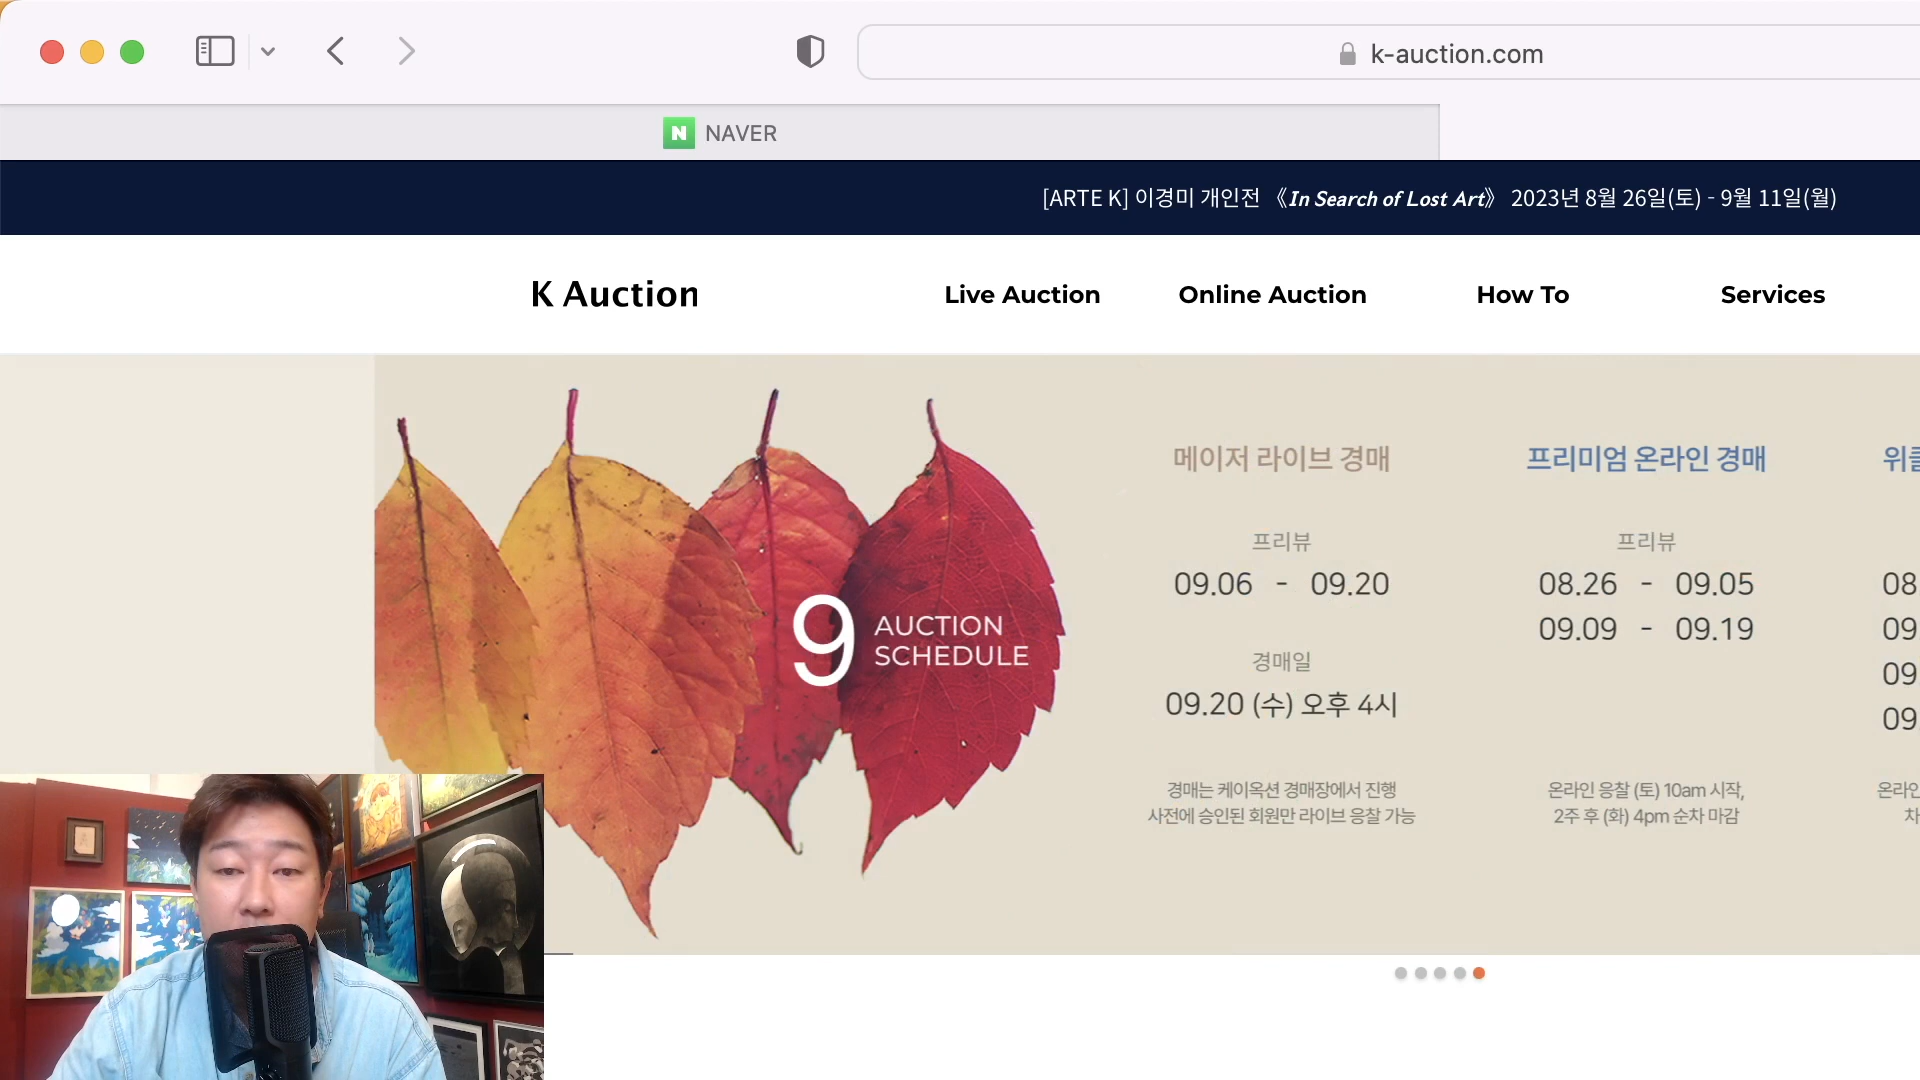 k-auction.com
N NAVER
[ARTE K] 이경미 개인전 《In Search of Lost Art》 2023년 8월 26일(토) - 9월 11일(월)
K Auction
Live Auction
Online Auction
How To
Services
9 AUCTION
SCHEDULE
메이저 라이브 경매
프리뷰
09.06 - 09.20
경매일
09.20 (수) 오후 4시
경매는 케이옥션 경매장에서 진행
사전에 승인된 회원만 라이브 응찰 가능
프리미엄 온라인 경매
프리뷰
08.26 - 09.05
09.09 - 09.19
온라인 응찰 (토) 10am 시작,
2주 후 (화) 4pm 순차 마감
08
09
09
09